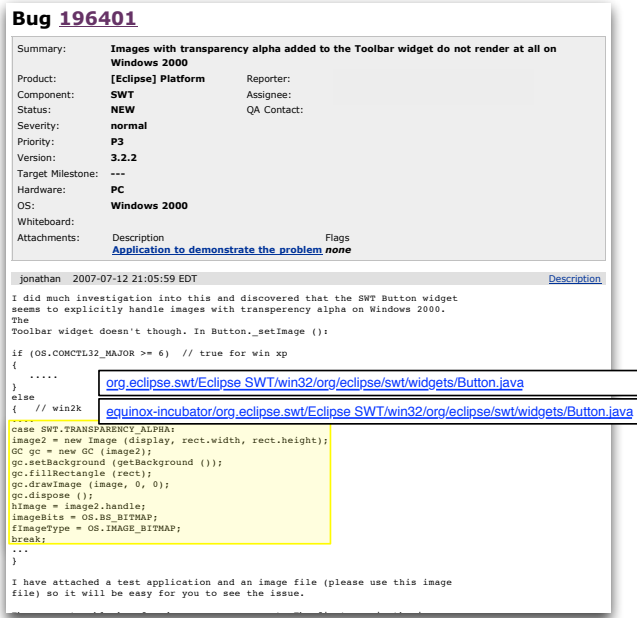 Bug 196401
Summary: Images with transparency alpha added to the Toolbar widget do not render at all on
Windows 2000
Product: [Eclipse] Platform Reporter:
Component: SWT Assignee:
Status: NEW QA Contact:
Severity: normal
Priority: P3
Version: 3.2.2
Target Milestone: ---
Hardware: PC
OS: Windows 2000
Whiteboard:
Attachments: Description Flags
Application to demonstrate the problem none
jonathan 2007-07-12 21:05:59 EDT Description
I did much investigation into this and discovered that the SWT Button widget
seems to explicitly handle images with transperency alpha on Windows 2000.
The
Toolbar widget doesn't though. In Button._setImage ():
if (OS.COMCTL32_MAJOR >= 6) // true for win xp
{
.....
}
org.eclipse.swt/Eclipse SWT/win32/org/eclipse/swt/widgets/Button.java
else
{ // win2k
equinox-incubator/org.eclipse.swt/Eclipse SWT/win32/org/eclipse/swt/widgets/Button.java
....
case SWT.TRANSPARENCY_ALPHA:
image2 = new Image (display, rect.width, rect.height);
GC gc = new GC (image2);
gc.setBackground (getBackground ());
gc.fillRectangle (rect);
gc.drawImage (image, 0, 0);
gc.dispose ();
hImage = image2.handle;
imageBits = OS.BS_BITMAP;
fImageType = OS.IMAGE_BITMAP;
break;
...
}
I have attached a test application and an image file (please use this image
file) so it will be easy for you to see the issue.